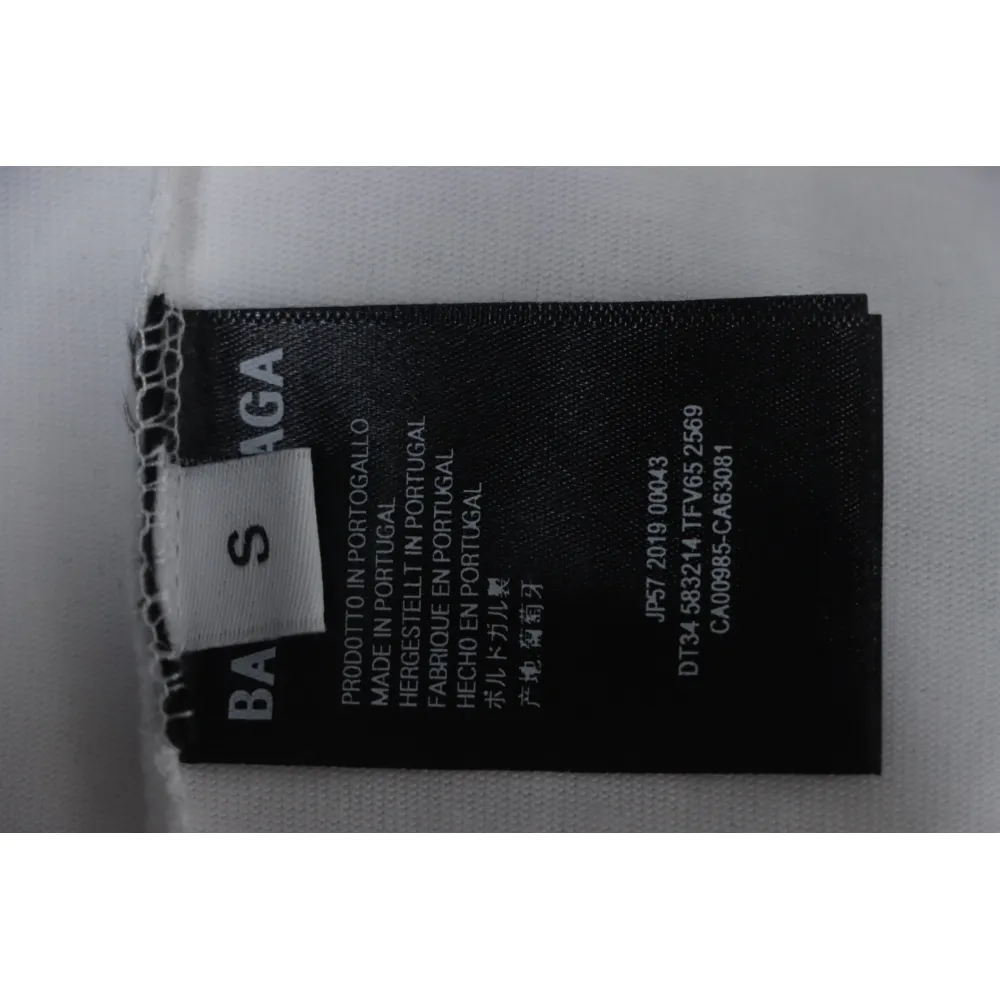 BA AGA
S
PRODOTTO IN PORTOGALLO
MADE IN PORTUGAL
HERGESTELLT IN PORTUGAL
FABRIQUE EN PORTUGAL
HECHO EN PORTUGAL
ポルトガル製
产地:葡萄牙
JP57 2019 00043
DT34 583214 TFV65 2569
CA00985-CA63081